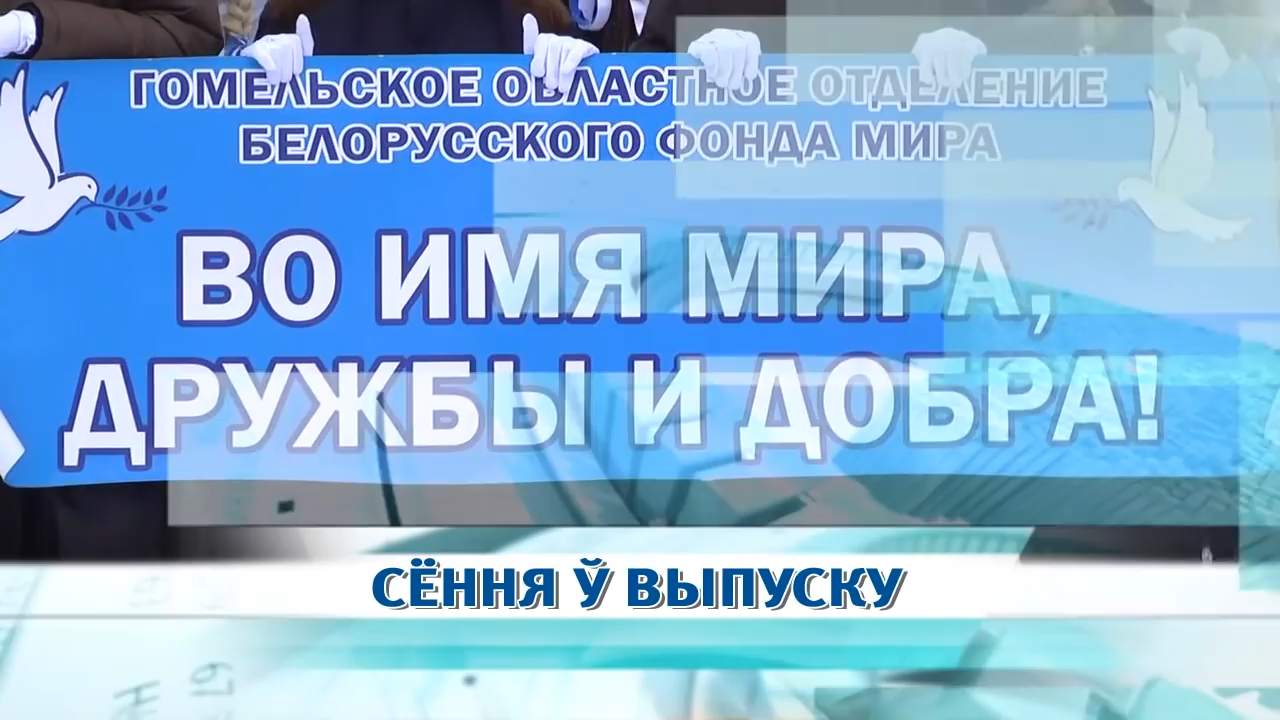 ГОМЕЛЬСКОЕ ОБЛАСТНОЕ ОТДЕЛЕНИЕ
БЕЛОРУССКОГО ФОНДА МИРА
ВО ИМЯ МИРА,
ДРУЖБЫ И ДОБРА!
СЁННЯ Ў ВЫПУСКУ